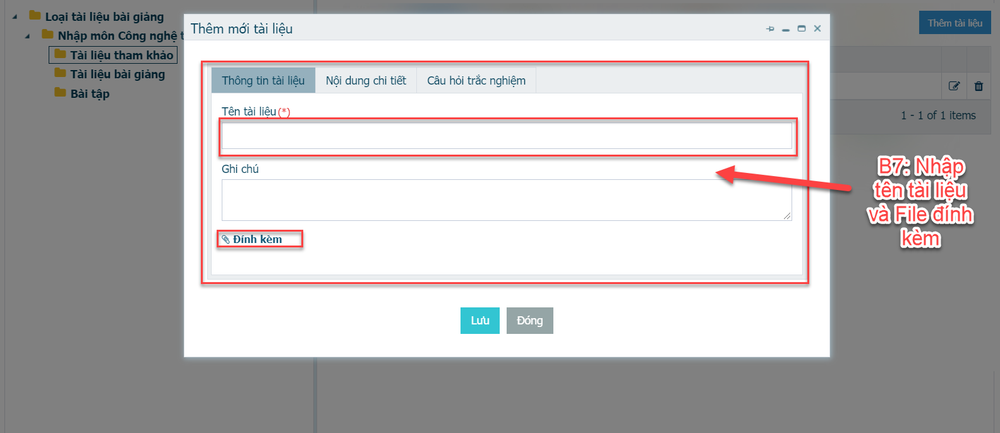 Loại tài liệu bài giảng
Nhập môn Công nghệ
Tài liệu tham khảo
Tài liệu bài giảng
Bài tập
Thêm mới tài liệu
Thêm tài liệu
Thông tin tài liệu
Nội dung chi tiết
Câu hỏi trắc nghiệm
Tên tài liệu(*)
Ghi chú
Đính kèm
Lưu
Đóng
1 - 1 of 1 items
B7: Nhập
tên tài liệu
và File đính
kèm